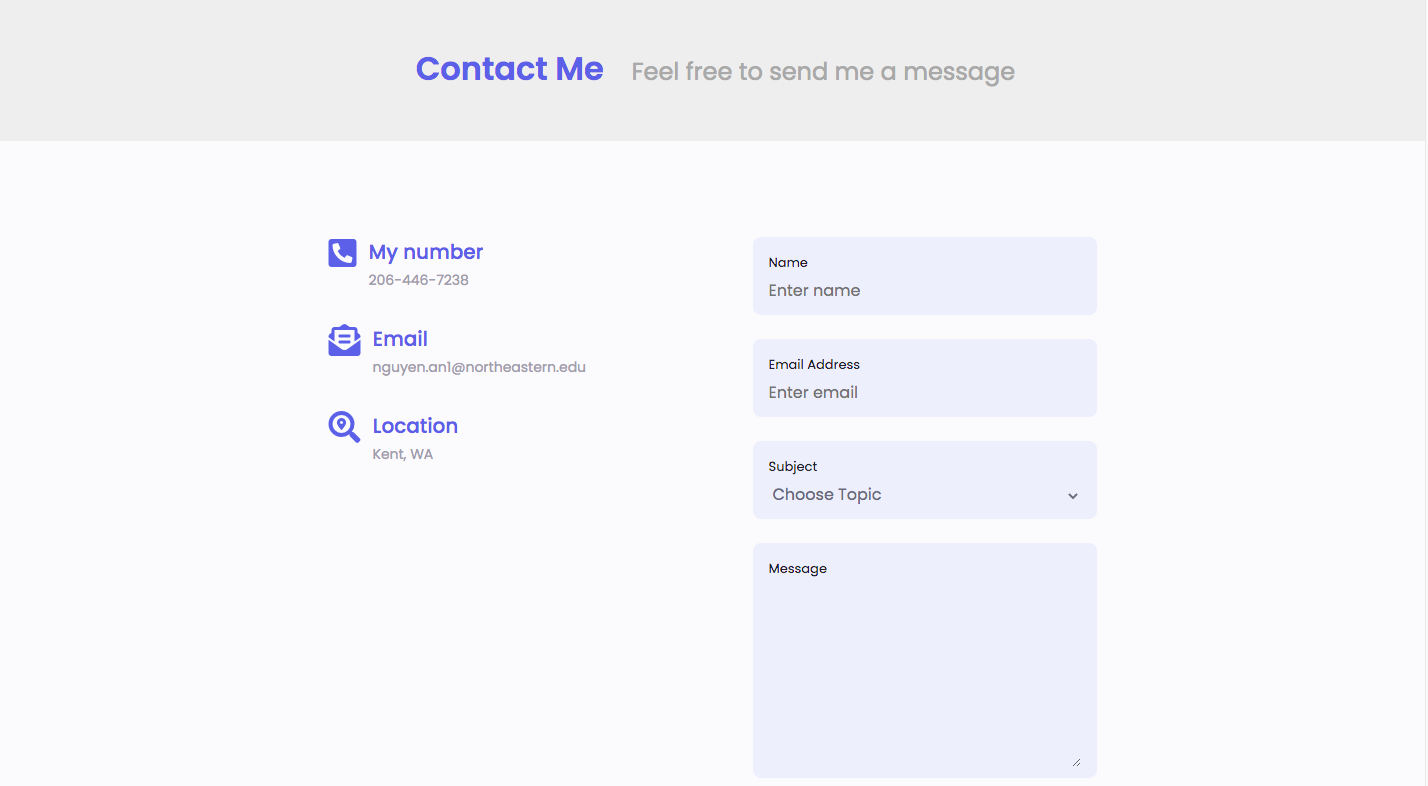 Contact Me Feel free to send me a message
My number
206-446-7238
Email
nguyen.an1@northeastern.edu
Location
Kent, WA
Name
Enter name
Email Address
Enter email
Subject
Choose Topic
Message